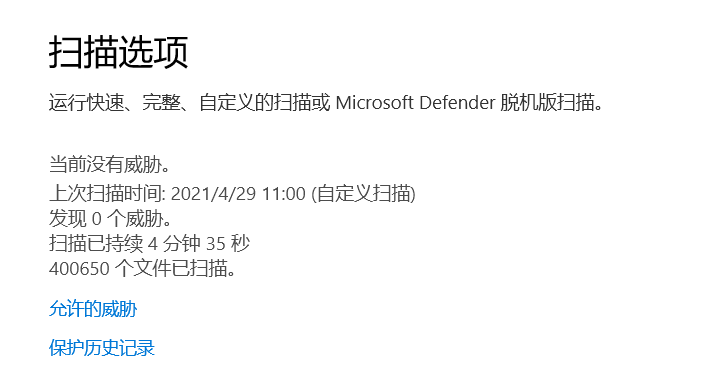 扫描选项
运行快速、完整、自定义的扫描或 Microsoft Defender 脱机版扫描。
当前没有威胁。
上次扫描时间: 2021/4/29 11:00 (自定义扫描)
发现 0 个威胁。
扫描已持续 4 分钟 35 秒
400650 个文件已扫描。
允许的威胁
保护历史记录